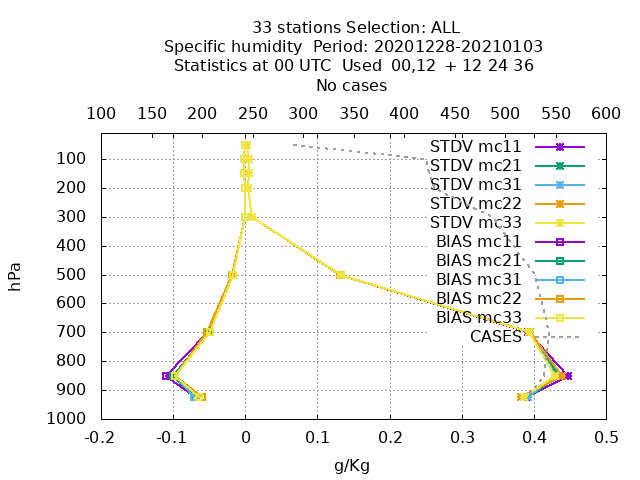 33 stations Selection: ALL
Specific humidity  Period: 20201228-20210103
Statistics at 00 UTC  Used  00,12  + 12 24 36
No cases
100 150 200 250 300 350 400 450 500 550 600
STDV mc11
STDV mc21
STDV mc31
STDV mc22
STDV mc33
BIAS mc11
BIAS mc21
BIAS mc31
BIAS mc22
BIAS mc33
CASES
100
200
300
400
500
600
700
800
900
1000
hPa
-0.2 -0.1 0 0.1 0.2 0.3 0.4 0.5
g/Kg